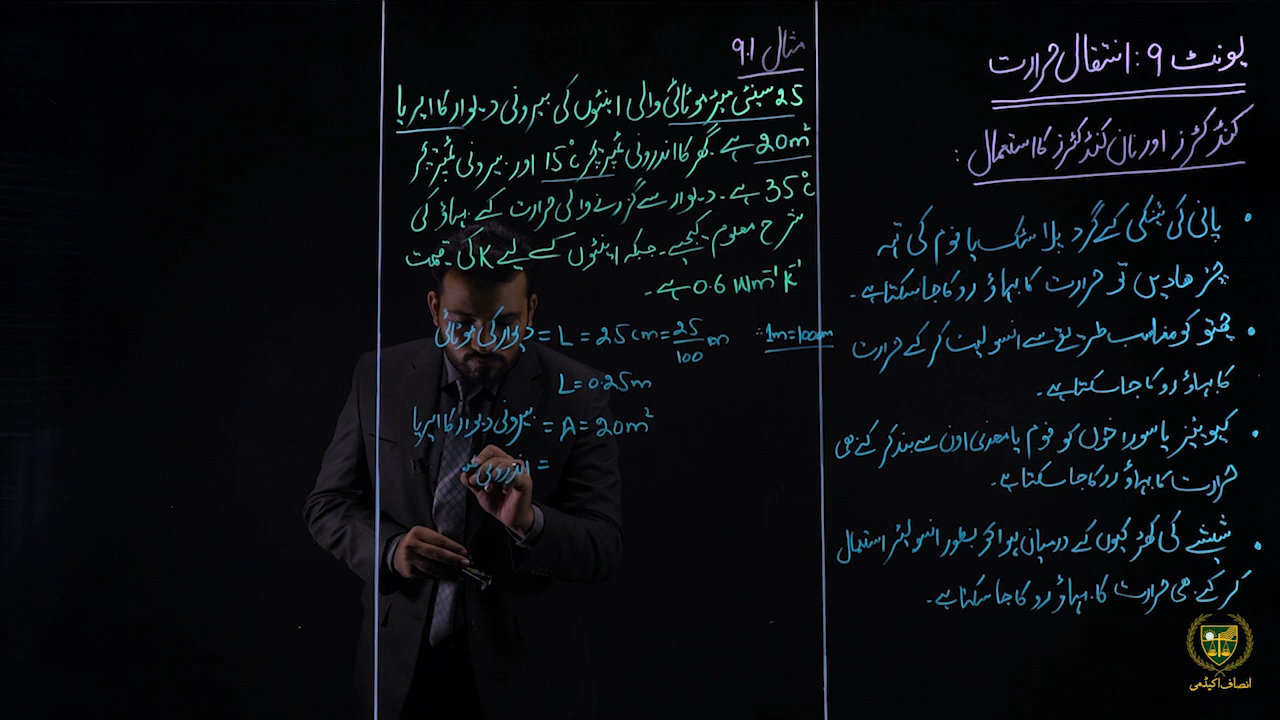 یونٹ 9: انتقال حرارت
کنڈکٹرز اور نان کنڈکٹرز کا استعمال:
• پانی کی ٹینکی کے گرد پلاسٹک یا فوم کی تہہ
چڑھادیں تو حرارت کا بہاؤ روکا جا سکتا ہے۔
• چھتو کو مناسب طریقے سے انسولیٹ کر کے حرارت
کا بہاؤ روکا جا سکتا ہے۔
• کیویٹیز یا سوراخوں کو فوم یا معدنی اون سے بند کر کے بھی
حرارت کا بہاؤ روکا جا سکتا ہے۔
• شیشے کی کھڑکیوں کے درمیان ہوا کو بطور انسولیٹر استعمال
کر کے بھی حرارت کا بہاؤ روکا جا سکتا ہے۔
مثال 9.1
25 سینٹی میٹر موٹائی والی اینٹوں کی بیرونی دیوار کا ایریا
20m² ہے۔ گھر کا اندرونی ٹمپریچر 15°C اور بیرونی ٹمپریچر
35°C ہے۔ دیوار سے گزرنے والی حرارت کے بہاؤ کی
شرح معلوم کیجیے۔ جبکہ اینٹوں کے لیے K کی قیمت
0.6 Wm⁻¹K⁻¹ ہے۔
دیوار کی موٹائی = L = 25cm = 25/100 m ∵ 1m=100cm
L = 0.25m
بیرونی دیوار کا ایریا = A = 20m²
اندرونی =
انصاف اکیڈمی